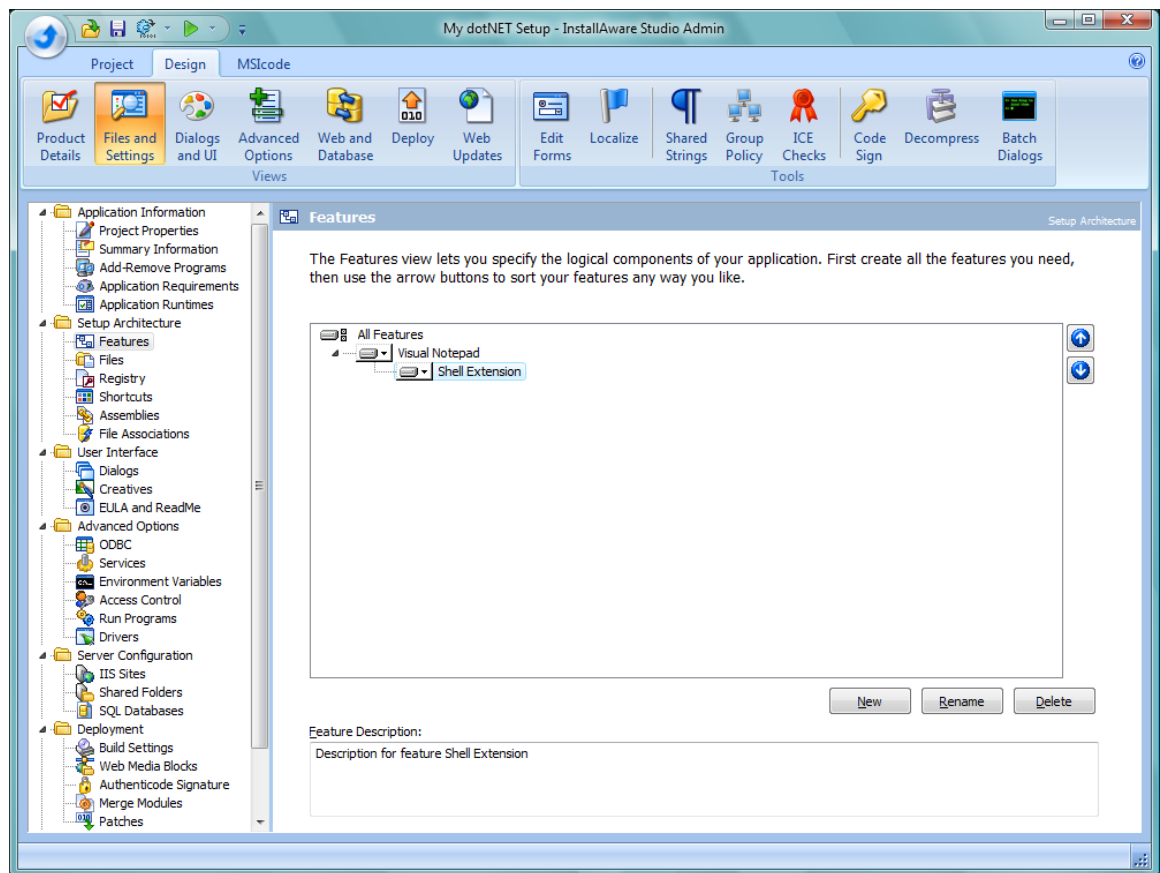 My dotNET Setup - InstallAware Studio Admin
Project Design MSIcode
Product Details
Files and Settings
Dialogs and UI
Advanced Options
Web and Database
Deploy
Web Updates
Edit Forms
Localize
Shared Strings
Group Policy
ICE Checks
Code Sign
Decompress
Batch Dialogs
Views
Tools
Application Information
Project Properties
Summary Information
Add-Remove Programs
Application Requirements
Application Runtimes
Setup Architecture
Features
Files
Registry
Shortcuts
Assemblies
File Associations
User Interface
Dialogs
Creatives
EULA and ReadMe
Advanced Options
ODBC
Services
Environment Variables
Access Control
Run Programs
Drivers
Server Configuration
IIS Sites
Shared Folders
SQL Databases
Deployment
Build Settings
Web Media Blocks
Authenticode Signature
Merge Modules
Patches
Features
Setup Architecture
The Features view lets you specify the logical components of your application. First create all the features you need,
then use the arrow buttons to sort your features any way you like.
All Features
Visual Notepad
Shell Extension
New Rename Delete
Feature Description:
Description for feature Shell Extension